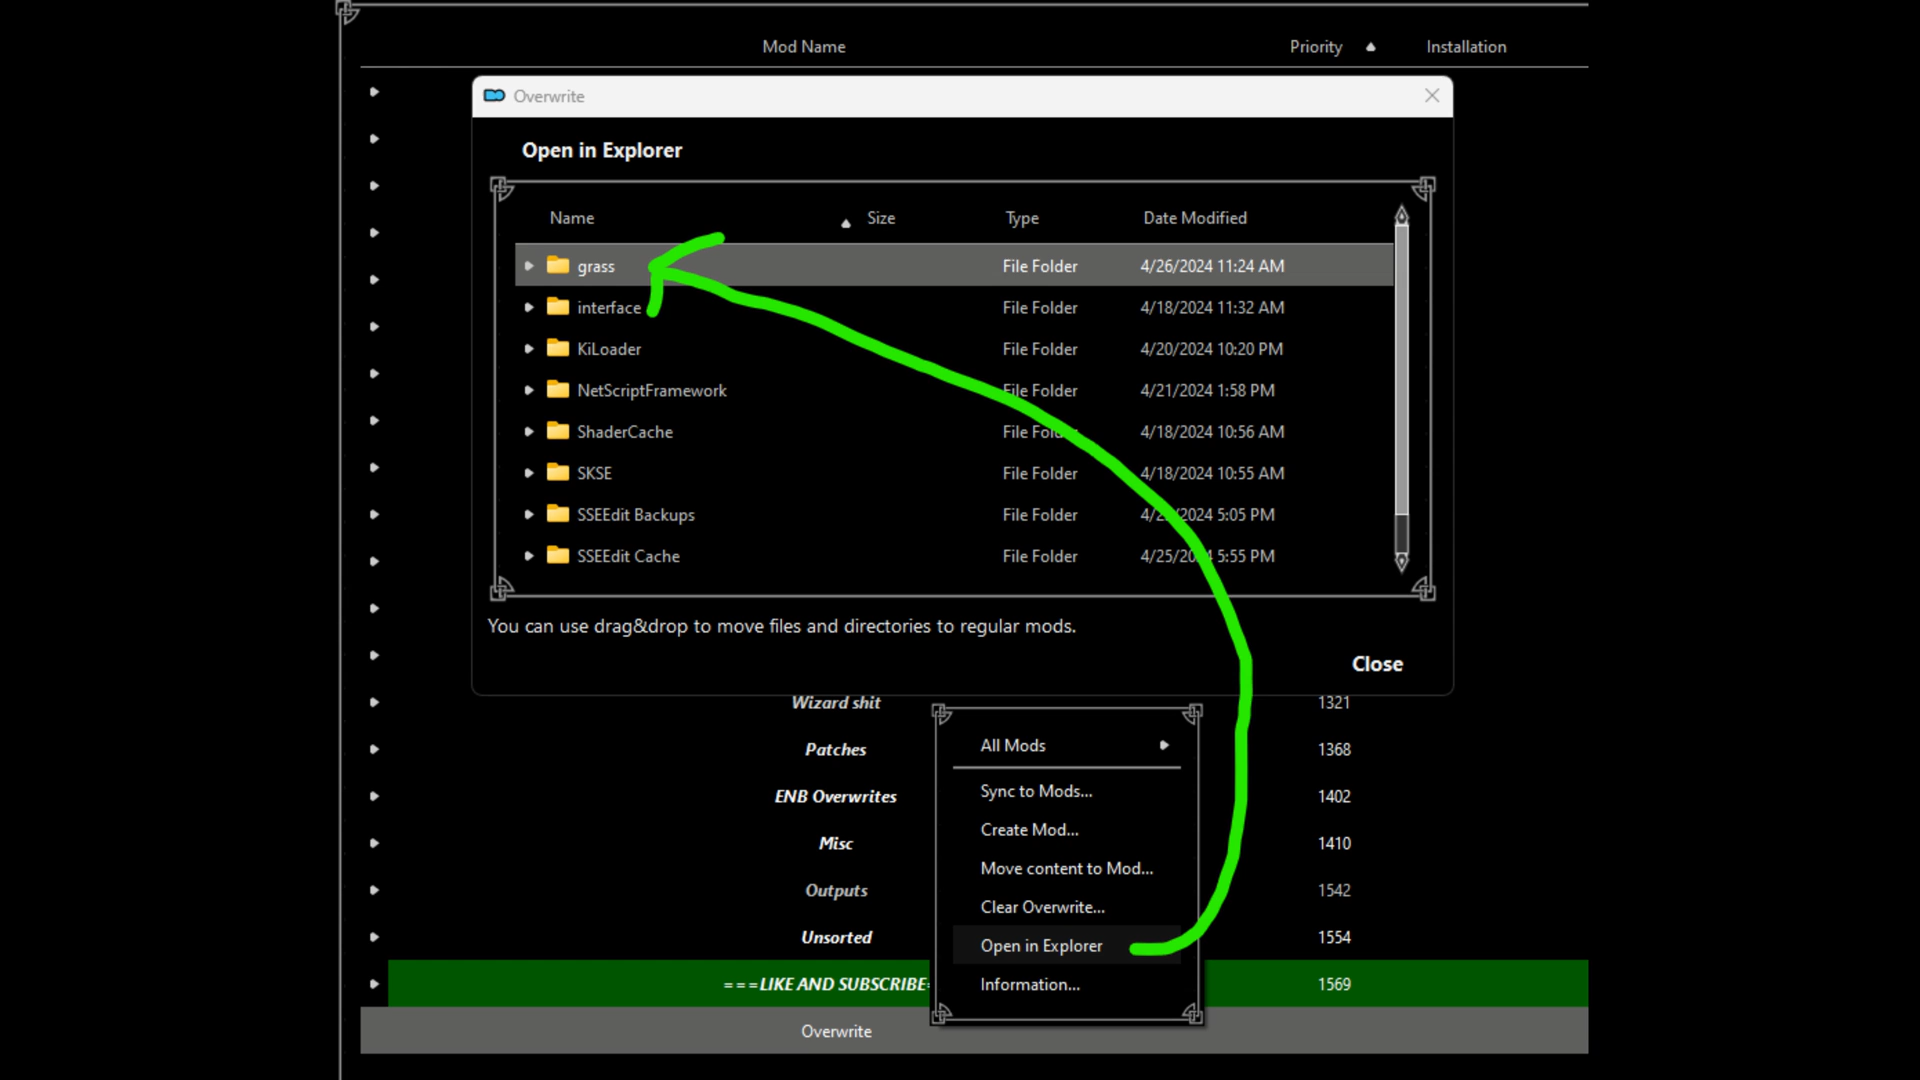 Mod Name Priority Installation
Overwrite
Open in Explorer
Name Size Type Date Modified
grass File Folder 4/26/2024 11:24 AM
interface File Folder 4/18/2024 11:32 AM
KiLoader File Folder 4/20/2024 10:20 PM
NetScriptFramework File Folder 4/21/2024 1:58 PM
ShaderCache File Folder 4/18/2024 10:56 AM
SKSE File Folder 4/18/2024 10:55 AM
SSEEdit Backups File Folder 5:05 PM
SSEEdit Cache File Folder 5:55 PM
You can use drag&drop to move files and directories to regular mods.
Close
Wizard shit 1321
Patches 1368
ENB Overwrites 1402
Misc 1410
Outputs 1542
Unsorted 1554
===LIKE AND SUBSCRIBE 1569
Overwrite
All Mods
Sync to Mods...
Create Mod...
Move content to Mod...
Clear Overwrite...
Open in Explorer
Information...